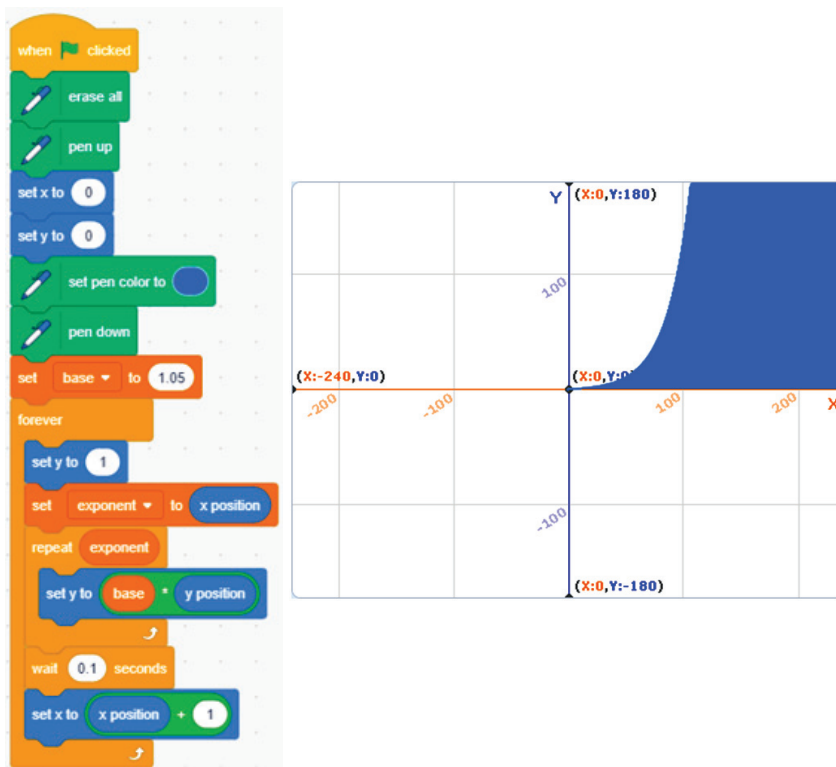 when clicked
erase all
pen up
set x to 0
set y to 0
set pen color to
pen down
set base to 1.05
forever
set y to 1
set exponent to x position
repeat exponent
set y to base * y position
wait 0.1 seconds
set x to x position + 1
Y (X:0,Y:180)
100
(X:-240,Y:0)
(X:0,Y:0)
-200
-100
100
200
X
-100
(X:0,Y:-180)